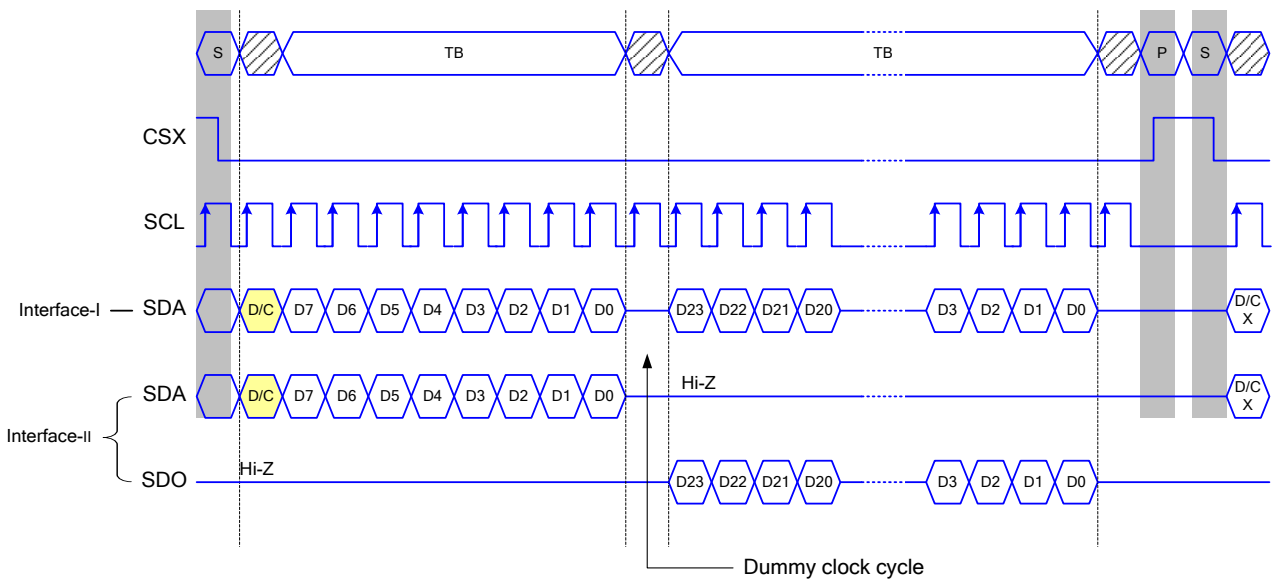 S TB TB P S
CSX
SCL
Interface-I SDA D/C D7 D6 D5 D4 D3 D2 D1 D0 D23 D22 D21 D20 D3 D2 D1 D0 D/C X
SDA D/C D7 D6 D5 D4 D3 D2 D1 D0 Hi-Z D/C X
Interface-II
SDO Hi-Z D23 D22 D21 D20 D3 D2 D1 D0
Dummy clock cycle